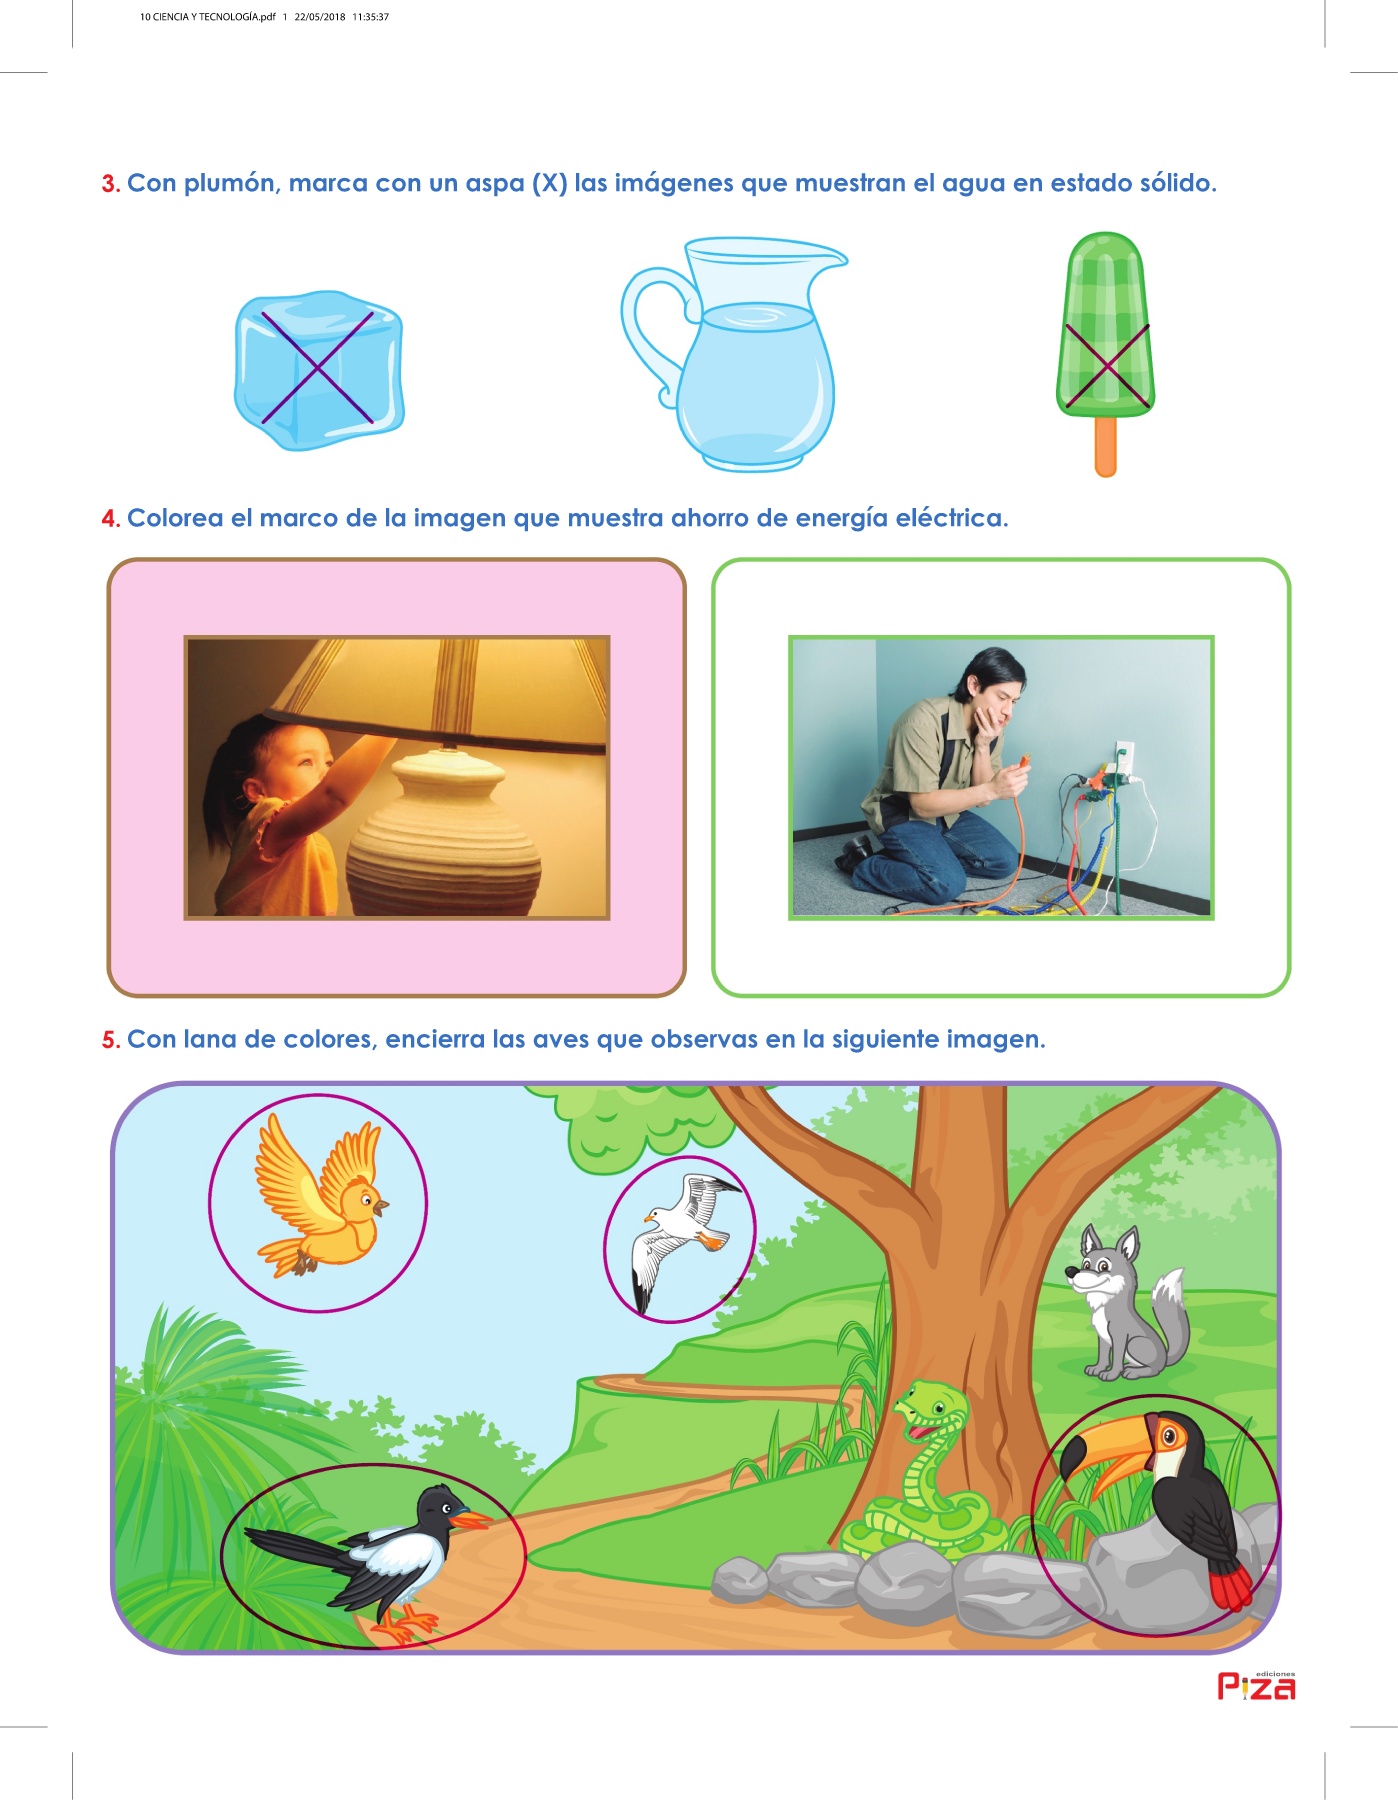 10 CIENCIA Y TECNOLOGÍA.pdf 1 22/05/2018 11:35:37
3. Con plumón, marca con un aspa (X) las imágenes que muestran el agua en estado sólido.
4. Colorea el marco de la imagen que muestra ahorro de energía eléctrica.
5. Con lana de colores, encierra las aves que observas en la siguiente imagen.
ediciones
Piza